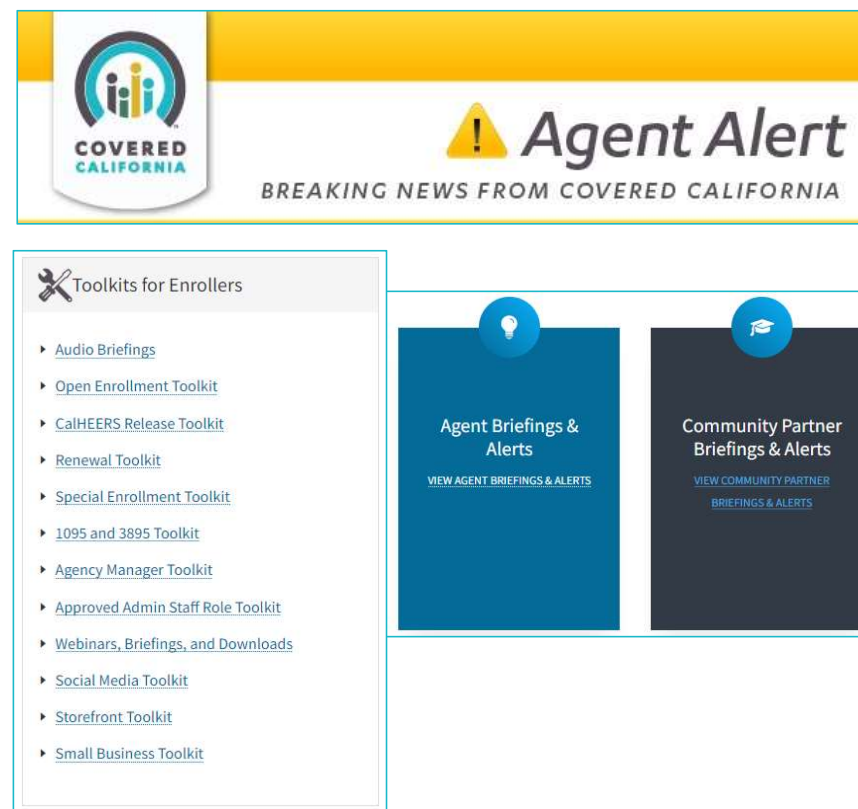 COVERED
CALIFORNIA
! Agent Alert
BREAKING NEWS FROM COVERED CALIFORNIA
Toolkits for Enrollers
Audio Briefings
Open Enrollment Toolkit
CalHEERS Release Toolkit
Renewal Toolkit
Special Enrollment Toolkit
1095 and 3895 Toolkit
Agency Manager Toolkit
Approved Admin Staff Role Toolkit
Webinars, Briefings, and Downloads
Social Media Toolkit
Storefront Toolkit
Small Business Toolkit
Agent Briefings &
Alerts
VIEW AGENT BRIEFINGS & ALERTS
Community Partner
Briefings & Alerts
VIEW COMMUNITY PARTNER
BRIEFINGS & ALERTS